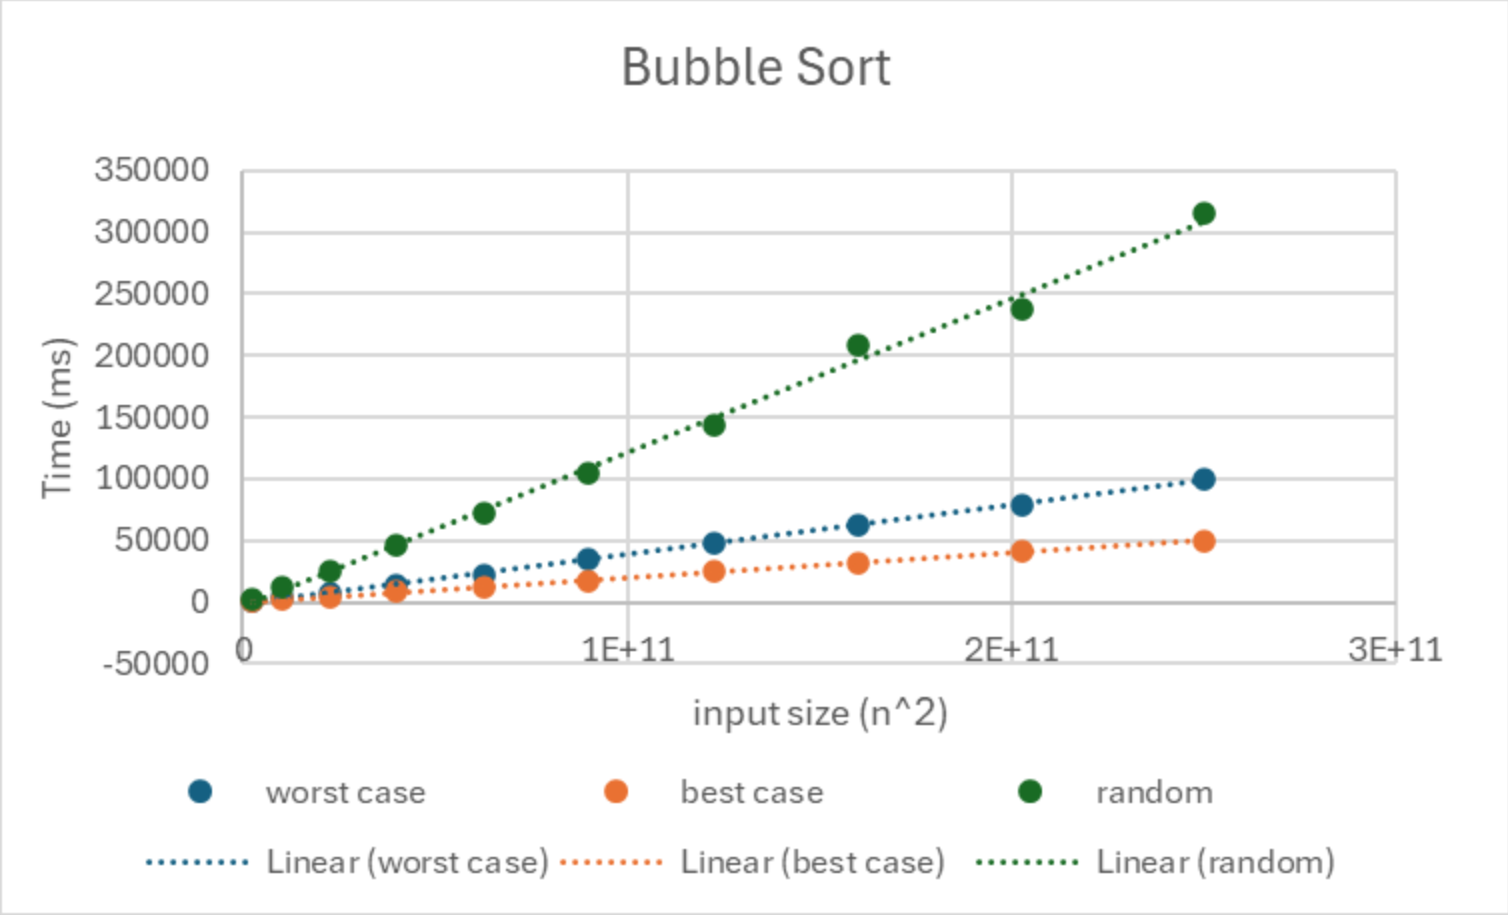 Bubble Sort
350000
300000
250000
200000
150000
100000
50000
0
-50000
Time (ms)
0 1E+11 2E+11 3E+11
input size (n^2)
worst case best case random
Linear (worst case) Linear (best case) Linear (random)